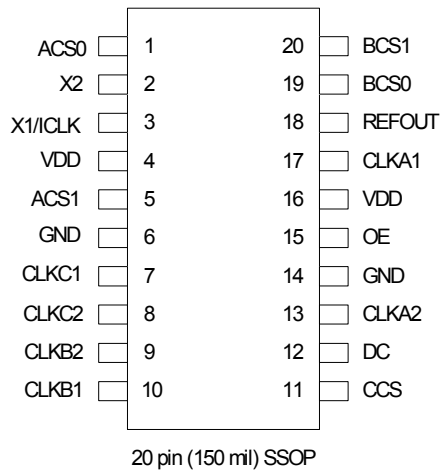 ACS0 1 20 BCS1
X2 2 19 BCS0
X1/ICLK 3 18 REFOUT
VDD 4 17 CLKA1
ACS1 5 16 VDD
GND 6 15 OE
CLKC1 7 14 GND
CLKC2 8 13 CLKA2
CLKB2 9 12 DC
CLKB1 10 11 CCS
20 pin (150 mil) SSOP